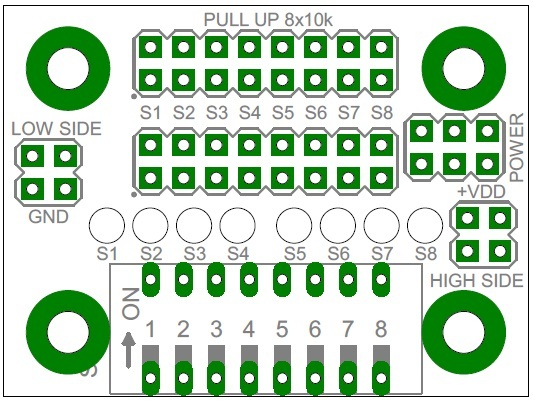 PULL UP 8x10k
S1 S2 S3 S4 S5 S6 S7 S8
LOW SIDE
POWER
GND
+VDD
S1 S2 S3 S4 S5 S6 S7 S8
HIGH SIDE
ON
1 2 3 4 5 6 7 8
S